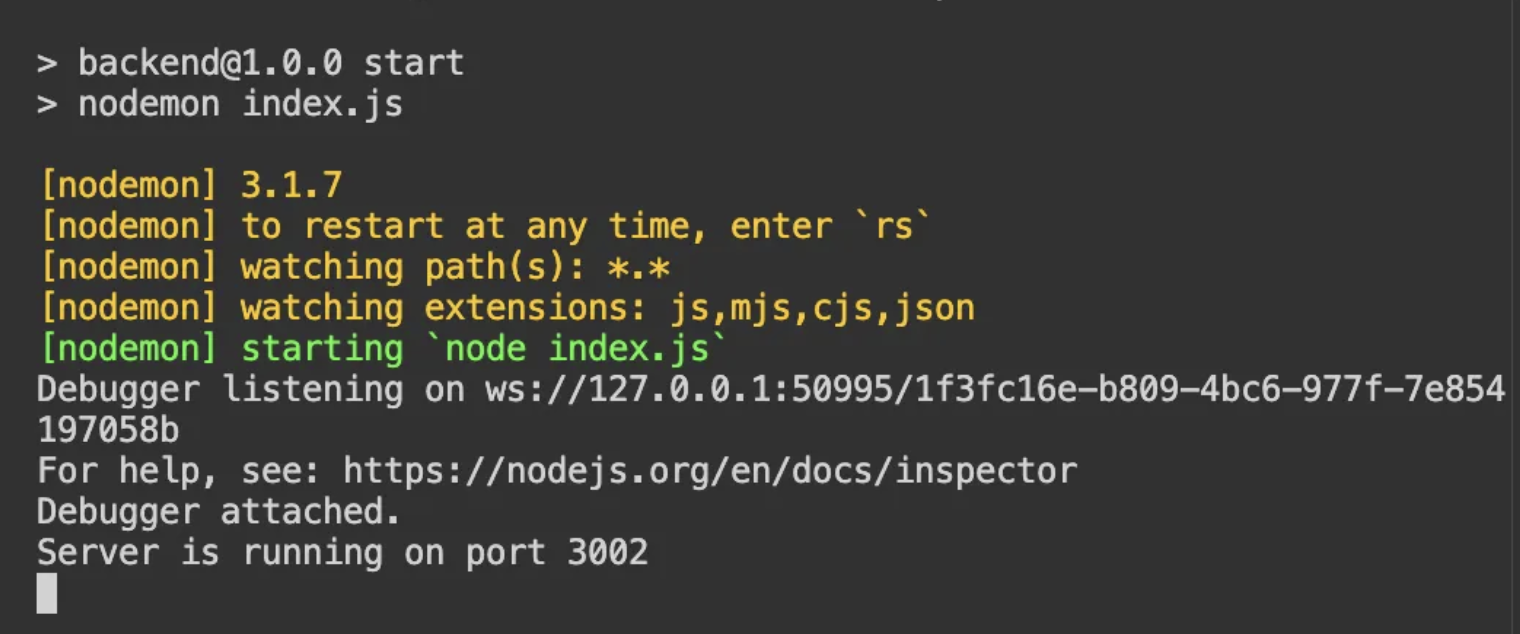 > backend@1.0.0 start
> nodemon index.js
[nodemon] 3.1.7
[nodemon] to restart at any time, enter `rs`
[nodemon] watching path(s): *.*
[nodemon] watching extensions: js,mjs,cjs,json
[nodemon] starting `node index.js`
Debugger listening on ws://127.0.0.1:50995/1f3fc16e-b809-4bc6-977f-7e854
197058b
For help, see: https://nodejs.org/en/docs/inspector
Debugger attached.
Server is running on port 3002